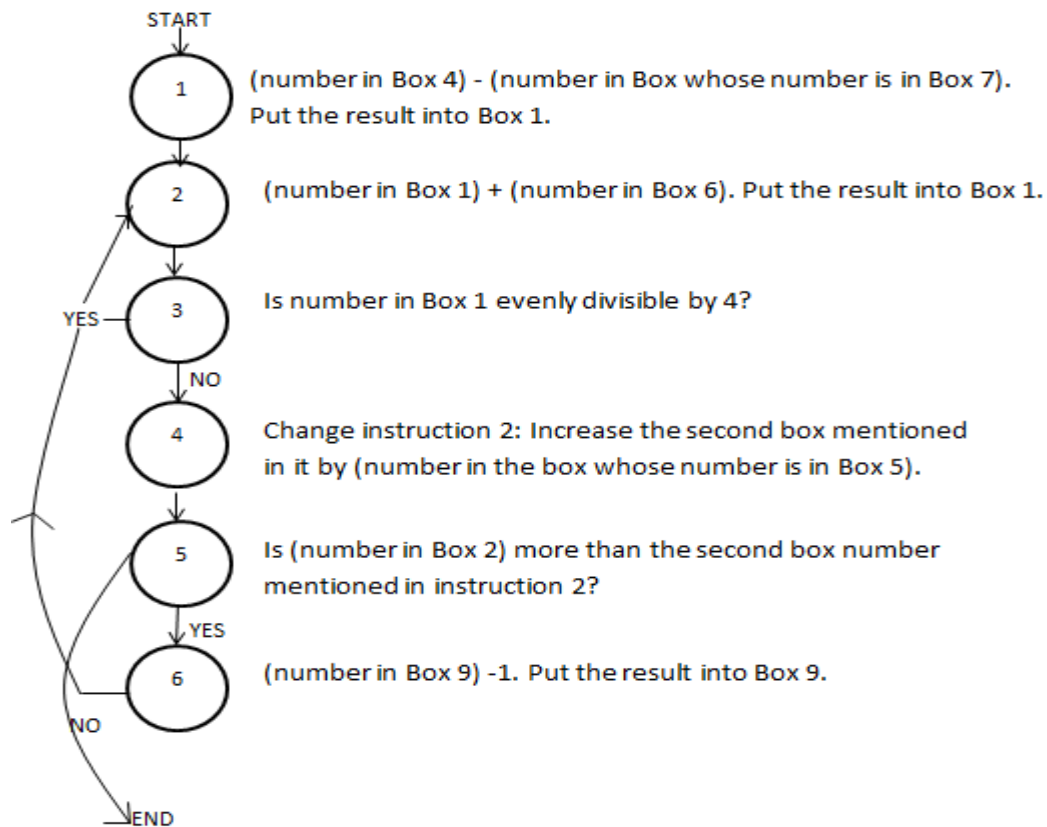 START
1
(number in Box 4) - (number in Box whose number is in Box 7).
Put the result into Box 1.
2
(number in Box 1) + (number in Box 6). Put the result into Box 1.
3
Is number in Box 1 evenly divisible by 4?
YES
NO
4
Change instruction 2: Increase the second box mentioned
in it by (number in the box whose number is in Box 5).
5
Is (number in Box 2) more than the second box number
mentioned in instruction 2?
YES
6
(number in Box 9) -1. Put the result into Box 9.
NO
END